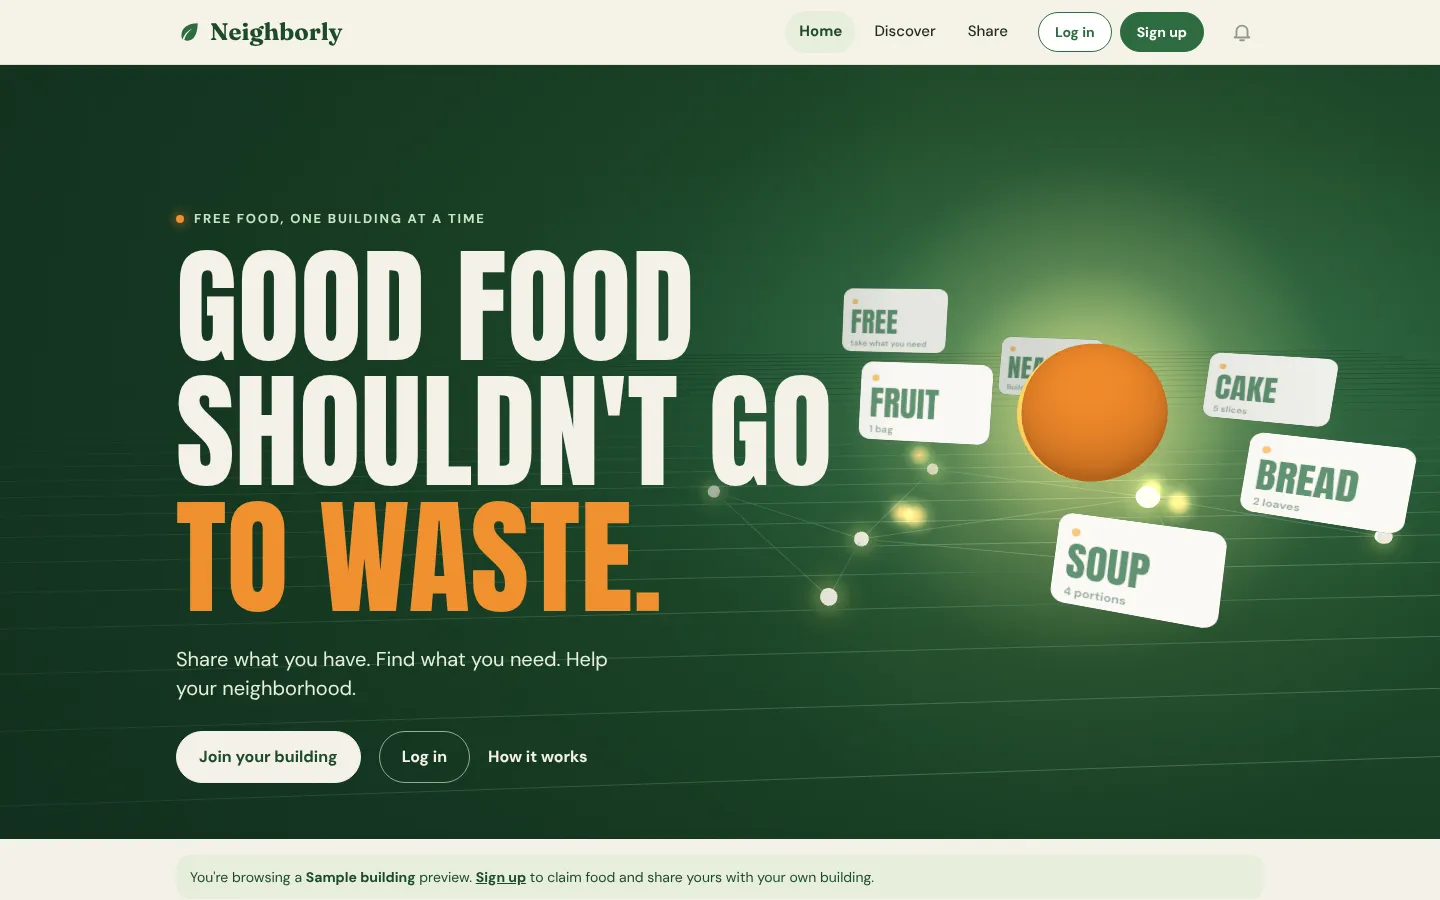 Neighborly
Home
Discover
Share
Log in
Sign up
FREE FOOD, ONE BUILDING AT A TIME
GOOD FOOD
SHOULDN'T GO
TO WASTE.
Share what you have. Find what you need. Help
your neighborhood.
Join your building
Log in
How it works
FREE
take what you need
FRUIT
1 bag
CAKE
5 slices
BREAD
2 loaves
SOUP
4 portions
You're browsing a Sample building preview. Sign up to claim food and share yours with your own building.